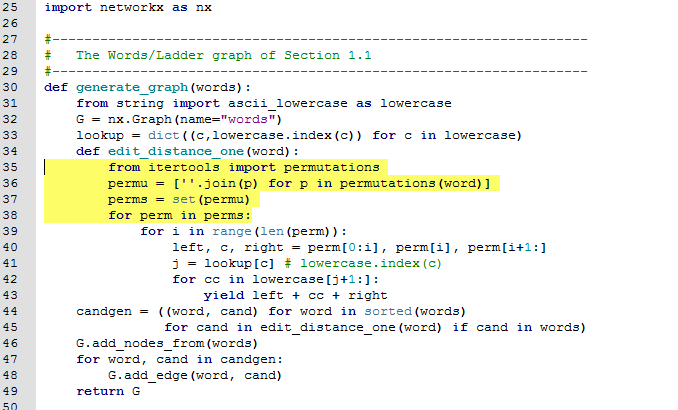 25 import networkx as nx
26
27 #-------------------------------------------------------------------
28 #   The Words/Ladder graph of Section 1.1
29 #-------------------------------------------------------------------
30 def generate_graph(words):
31     from string import ascii_lowercase as lowercase
32     G = nx.Graph(name="words")
33     lookup = dict((c,lowercase.index(c)) for c in lowercase)
34     def edit_distance_one(word):
35         from itertools import permutations
36         permu = [''.join(p) for p in permutations(word)]
37         perms = set(permu)
38         for perm in perms:
39             for i in range(len(perm)):
40                 left, c, right = perm[0:i], perm[i], perm[i+1:]
41                 j = lookup[c] # lowercase.index(c)
42                 for cc in lowercase[j+1:]:
43                     yield left + cc + right
44     candgen = ((word, cand) for word in sorted(words)
45                for cand in edit_distance_one(word) if cand in words)
46     G.add_nodes_from(words)
47     for word, cand in candgen:
48         G.add_edge(word, cand)
49     return G
50